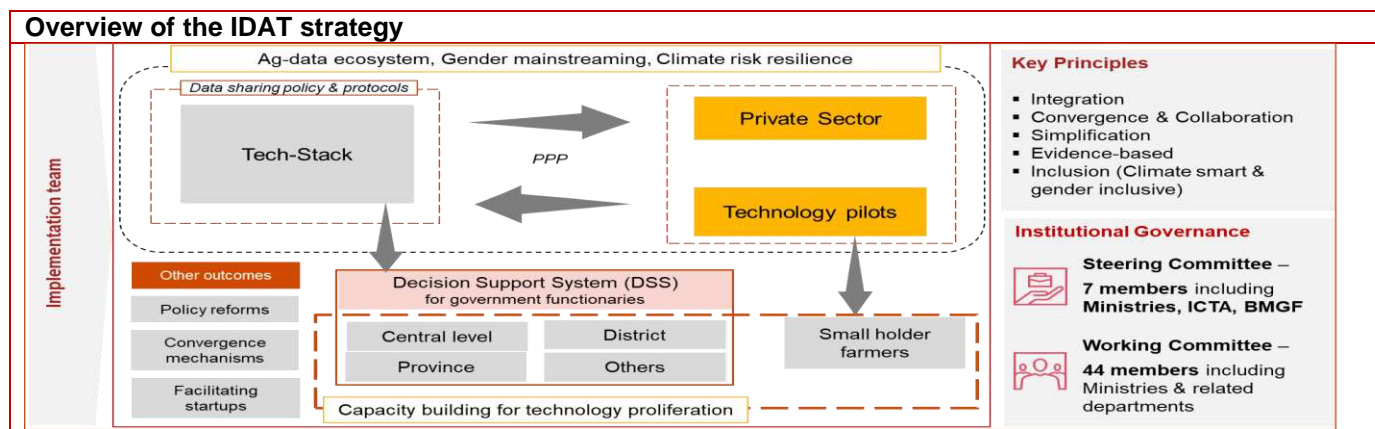 Overview of the IDAT strategy
Implementation team
Ag-data ecosystem, Gender mainstreaming, Climate risk resilience
Data sharing policy & protocols
Tech-Stack
PPP
Private Sector
Technology pilots
Other outcomes
Policy reforms
Convergence
mechanisms
Facilitating
startups
Decision Support System (DSS)
for government functionaries
Central level
District
Province
Others
Small holder
farmers
Capacity building for technology proliferation
Key Principles
▪ Integration
▪ Convergence & Collaboration
▪ Simplification
▪ Evidence-based
▪ Inclusion (Climate smart &
gender inclusive)
Institutional Governance
Steering Committee –
7 members including
Ministries, ICTA, BMGF
Working Committee –
44 members including
Ministries & related
departments